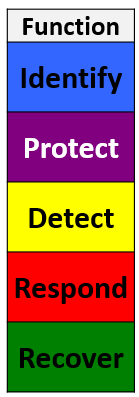 Function
Identify
Protect
Detect
Respond
Recover